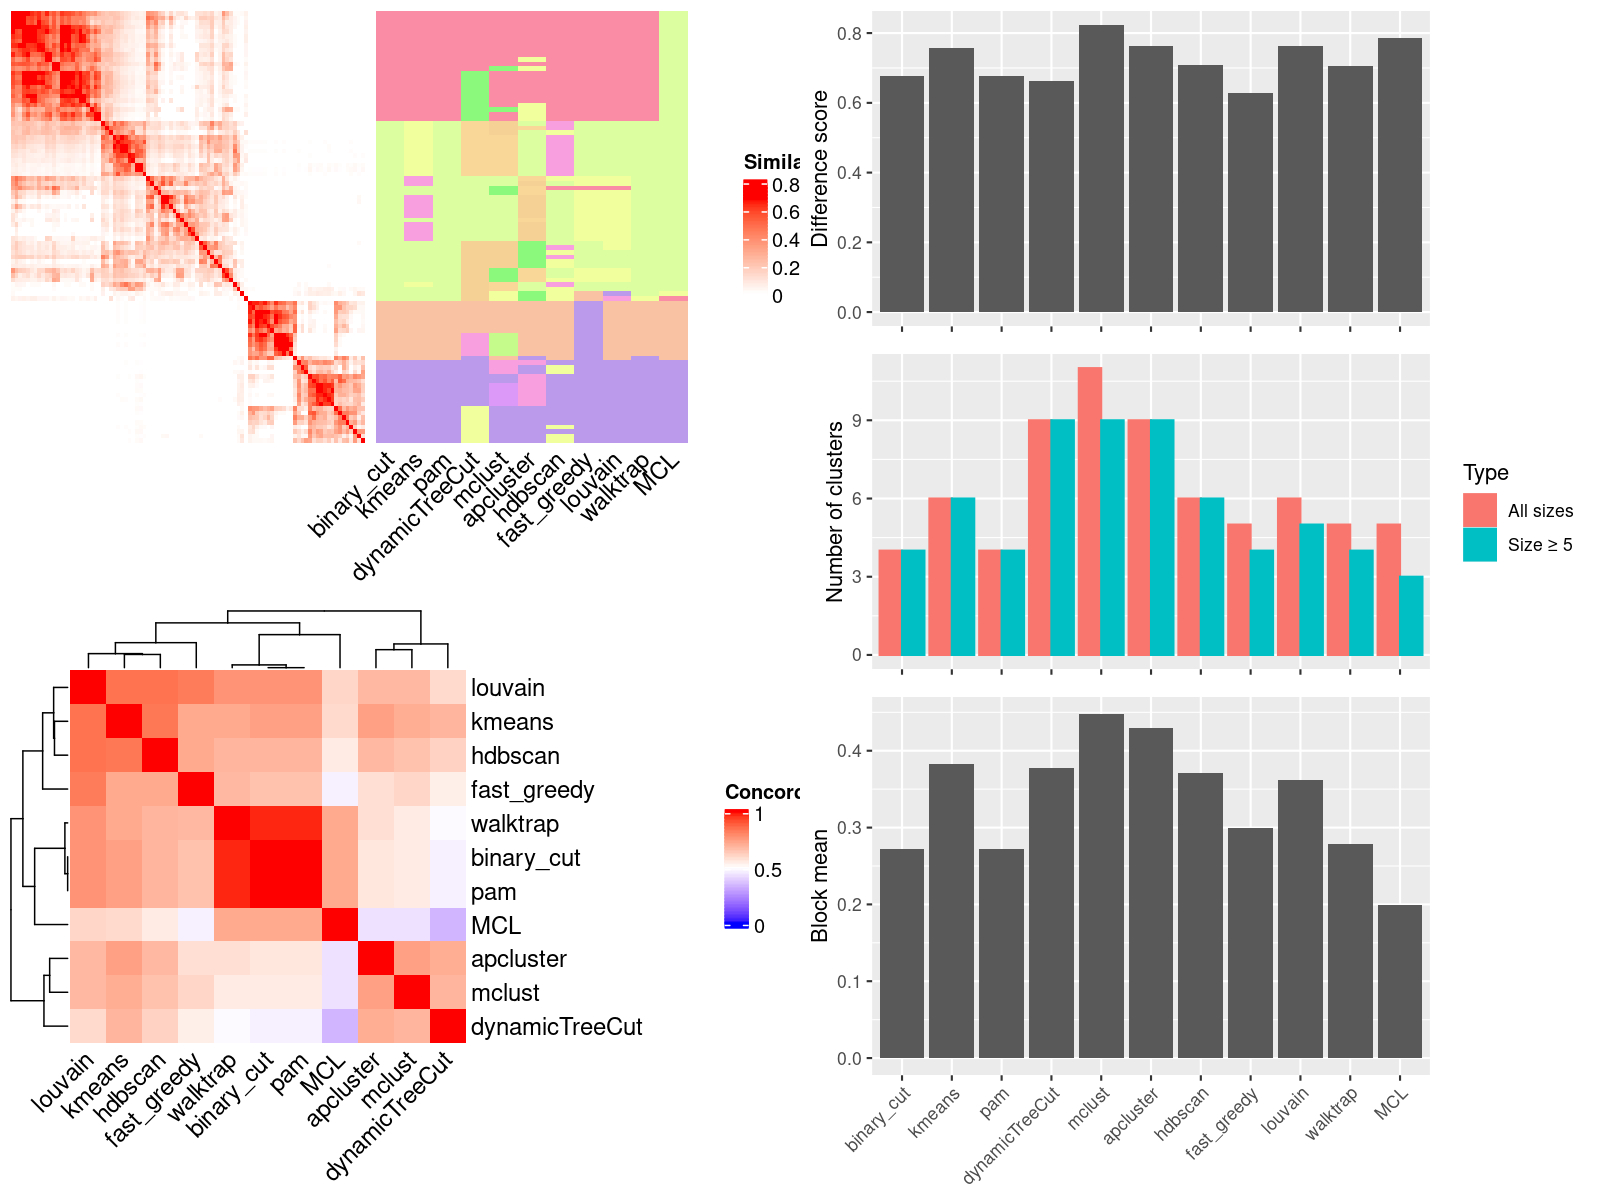 Simila
0.8
0.6
0.4
0.2
0
binary_cut
kmeans
pam
dynamicTreeCut
mclust
apcluster
hdbscan
fast_greedy
louvain
walktrap
MCL
louvain
kmeans
hdbscan
fast_greedy
walktrap
binary_cut
pam
MCL
apcluster
mclust
dynamicTreeCut
Concord
1
0.5
0
louvain
kmeans
hdbscan
fast_greedy
walktrap
binary_cut
pam
MCL
apcluster
mclust
dynamicTreeCut
Difference score
0.8
0.6
0.4
0.2
0.0
Number of clusters
9
6
3
0
Type
All sizes
Size ≥ 5
Block mean
0.4
0.3
0.2
0.1
0.0
binary_cut
kmeans
pam
dynamicTreeCut
mclust
apcluster
hdbscan
fast_greedy
louvain
walktrap
MCL